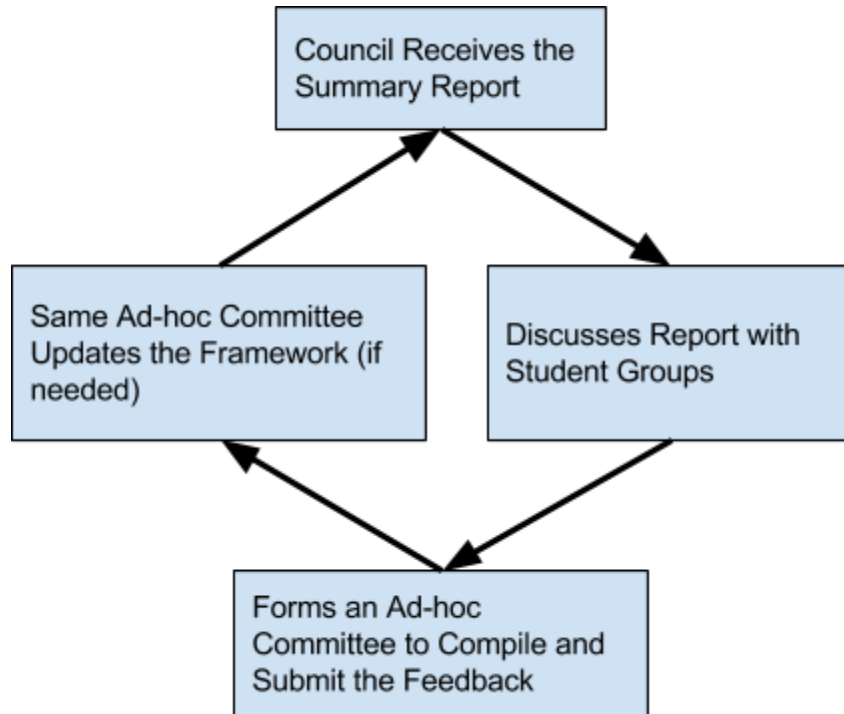 Council Receives the
Summary Report
Same Ad-hoc Committee
Updates the Framework (if
needed)
Discusses Report with
Student Groups
Forms an Ad-hoc
Committee to Compile and
Submit the Feedback